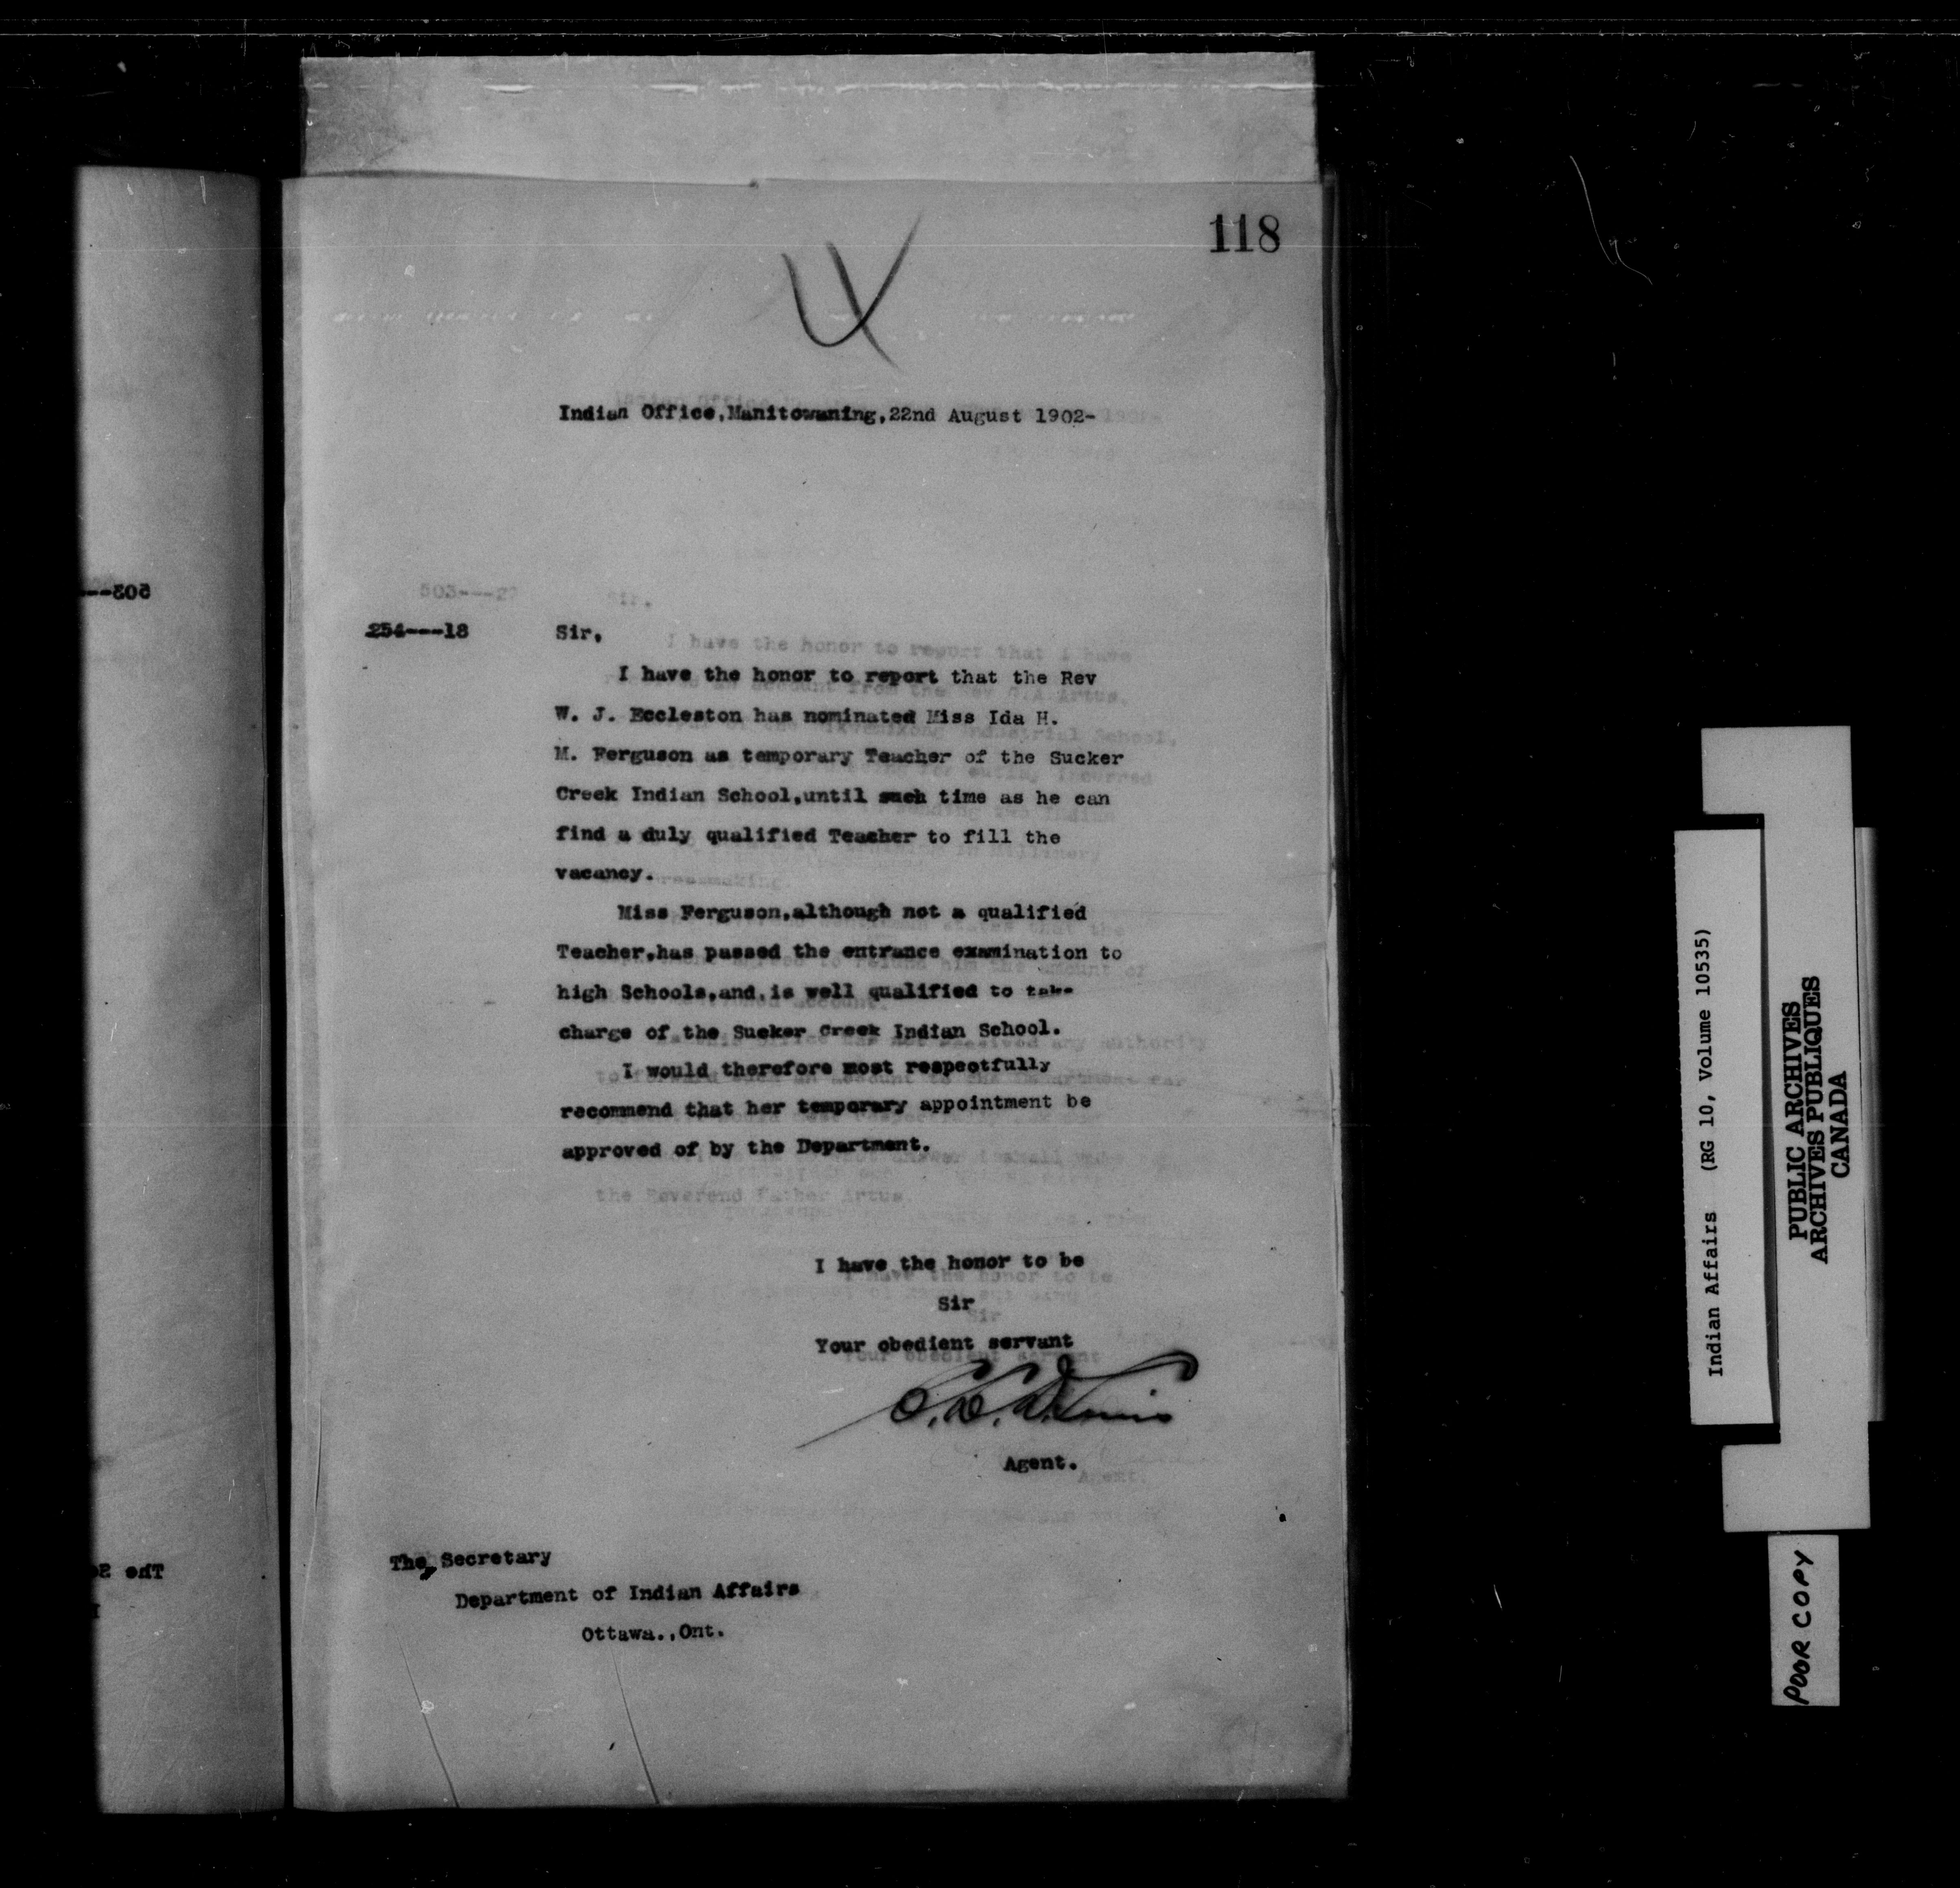 118
Indian Office,Manitowaning,22nd August 1902-
254---18
Sir,
I have the honor to report that the Rev
W. J. Eccleston has nominated Miss Ida H.
M. Ferguson as temporary Teacher of the Sucker
Creek Indian School,until such time as he can
find a duly qualified Teacher to fill the
vacancy.
Miss Ferguson,although not a qualified
Teacher,has passed the entrance examination to
high Schools,and,is well qualified to take
charge of the Sucker Creek Indian School.
I would therefore most respectfully
recommend that her temporary appointment be
approved of by the Department.
I have the honor to be
Sir
Your obedient servant
Agent.
The Secretary
Department of Indian Affairs
Ottawa.,Ont.
Indian Affairs (RG 10, Volume 10535)
PUBLIC ARCHIVES
ARCHIVES PUBLIQUES
CANADA
POOR COPY